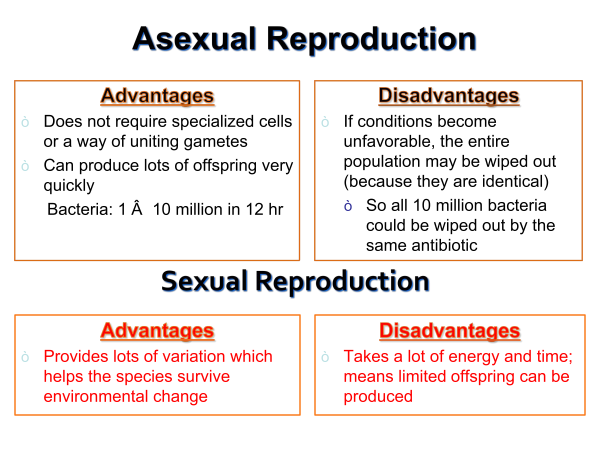 Asexual Reproduction
Advantages
ò Does not require specialized cells
or a way of uniting gametes
ò Can produce lots of offspring very
quickly
Bacteria: 1 Â 10 million in 12 hr
Disadvantages
ò If conditions become
unfavorable, the entire
population may be wiped out
(because they are identical)
ò So all 10 million bacteria
could be wiped out by the
same antibiotic
Sexual Reproduction
Advantages
ò Provides lots of variation which
helps the species survive
environmental change
Disadvantages
ò Takes a lot of energy and time;
means limited offspring can be
produced